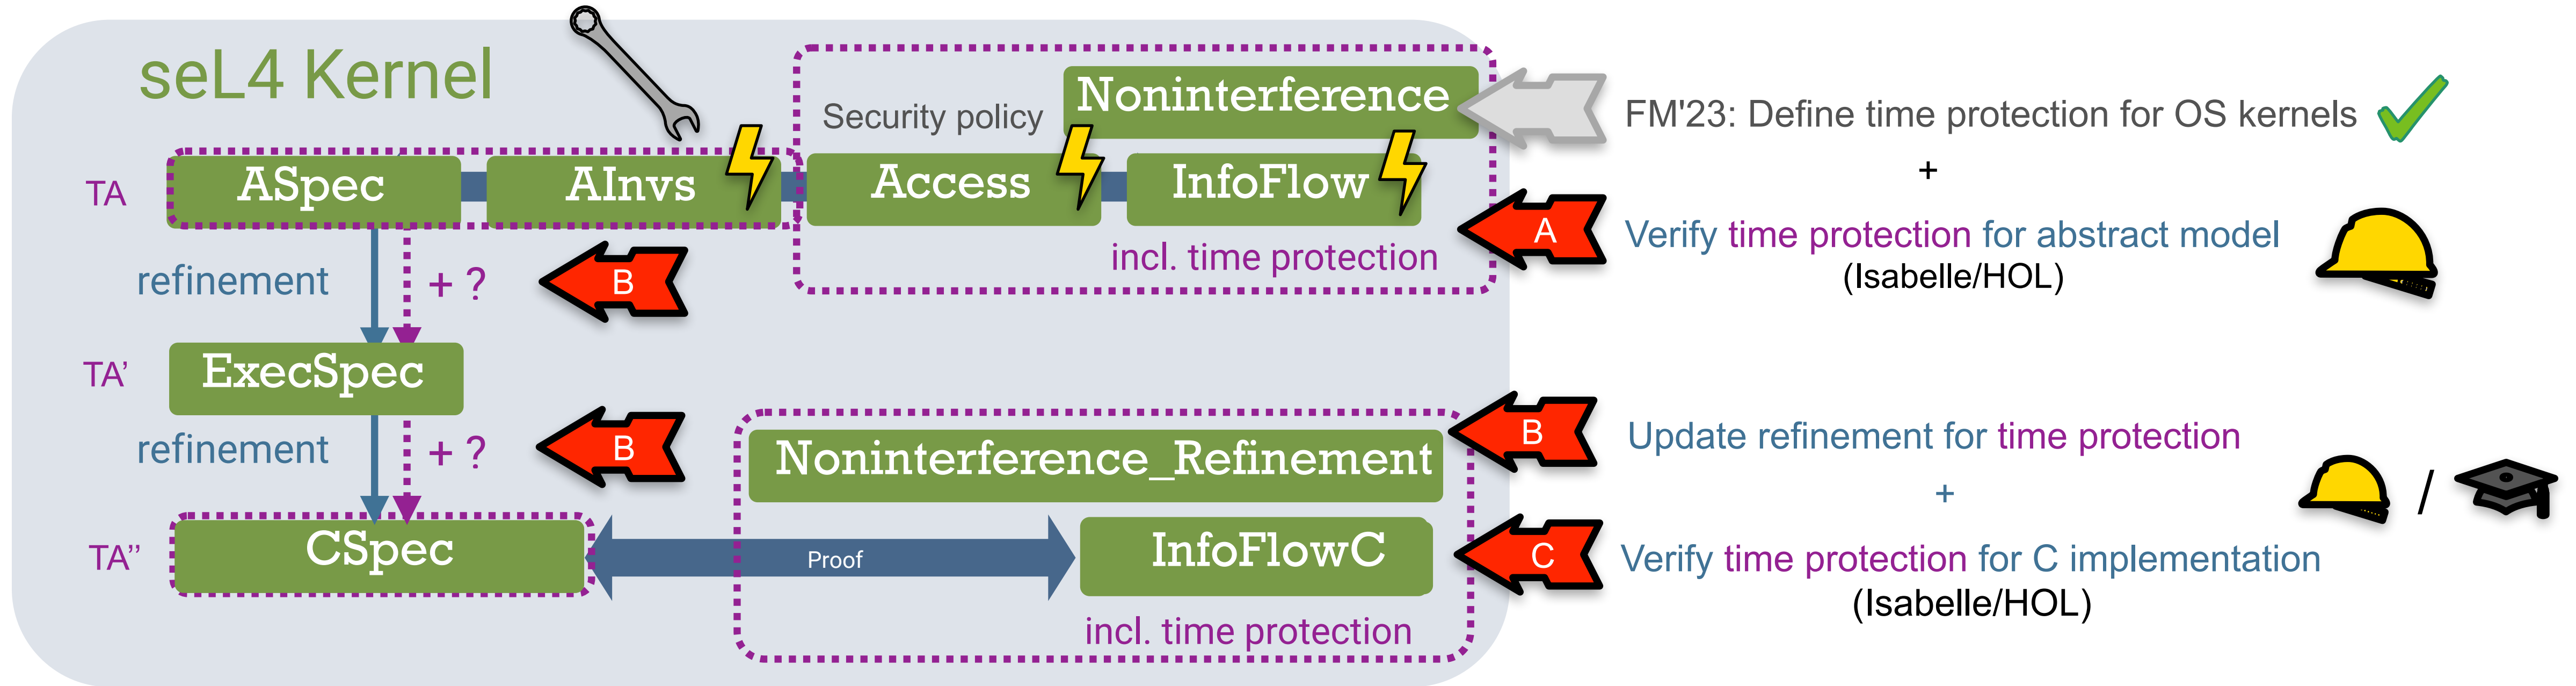 seL4 Kernel
Security policy
Noninterference
FM'23: Define time protection for OS kernels
+
TA
ASpec
AInvs
Access
InfoFlow
A
Verify time protection for abstract model
(Isabelle/HOL)
incl. time protection
refinement
+ ?
B
TA'
ExecSpec
refinement
+ ?
B
Noninterference_Refinement
B
Update refinement for time protection
+
/
TA''
CSpec
Proof
InfoFlowC
C
Verify time protection for C implementation
(Isabelle/HOL)
incl. time protection